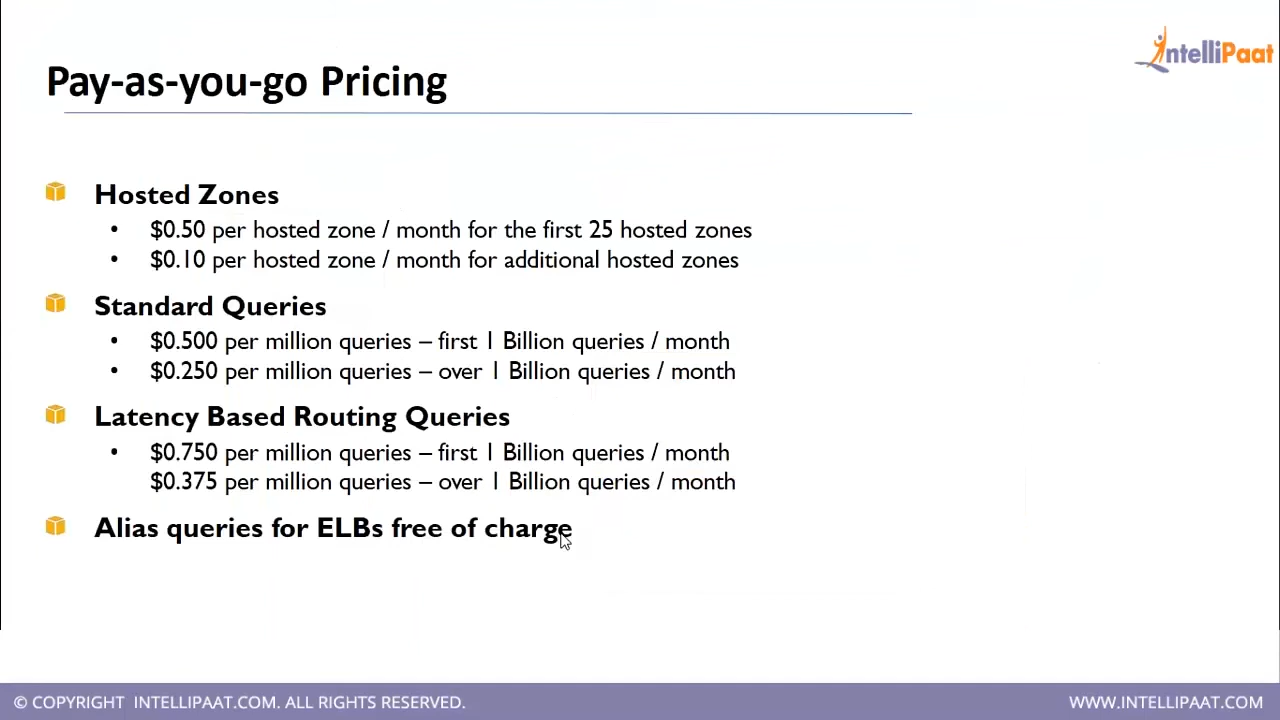 IntelliPaat
Pay-as-you-go Pricing
Hosted Zones
• $0.50 per hosted zone / month for the first 25 hosted zones
• $0.10 per hosted zone / month for additional hosted zones
Standard Queries
• $0.500 per million queries – first 1 Billion queries / month
• $0.250 per million queries – over 1 Billion queries / month
Latency Based Routing Queries
• $0.750 per million queries – first 1 Billion queries / month
$0.375 per million queries – over 1 Billion queries / month
Alias queries for ELBs free of charge
© COPYRIGHT INTELLIPAAT.COM. ALL RIGHTS RESERVED.
WWW.INTELLIPAAT.COM